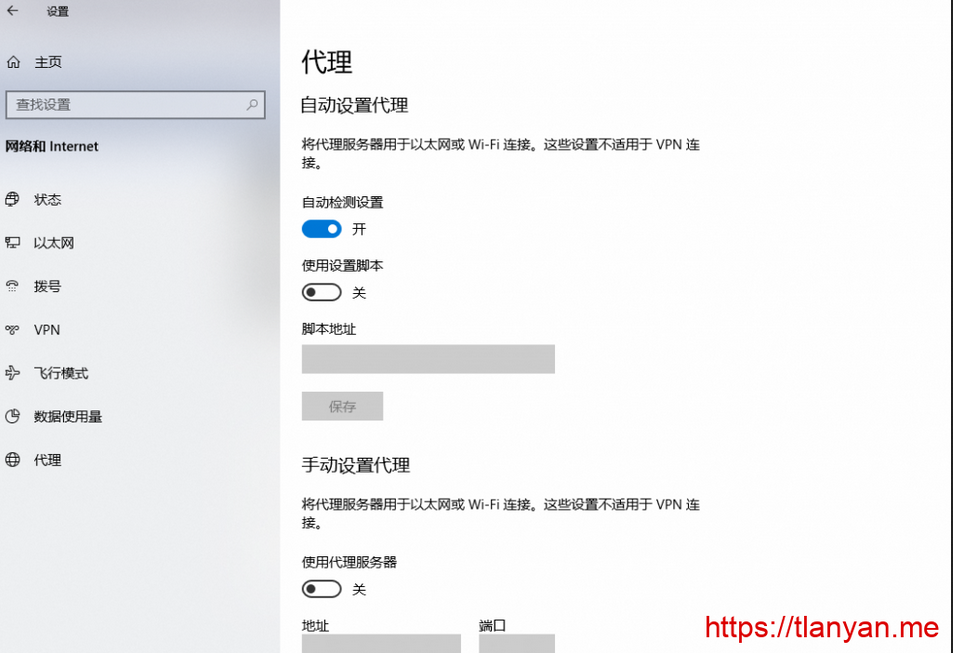 设置
主页
查找设置
网络和 Internet
状态
以太网
拨号
VPN
飞行模式
数据使用量
代理
代理
自动设置代理
将代理服务器用于以太网或 Wi-Fi 连接。这些设置不适用于 VPN 连
接。
自动检测设置
开
使用设置脚本
关
脚本地址
保存
手动设置代理
将代理服务器用于以太网或 Wi-Fi 连接。这些设置不适用于 VPN 连
接。
使用代理服务器
关
地址 端口
https://tlanyan.me